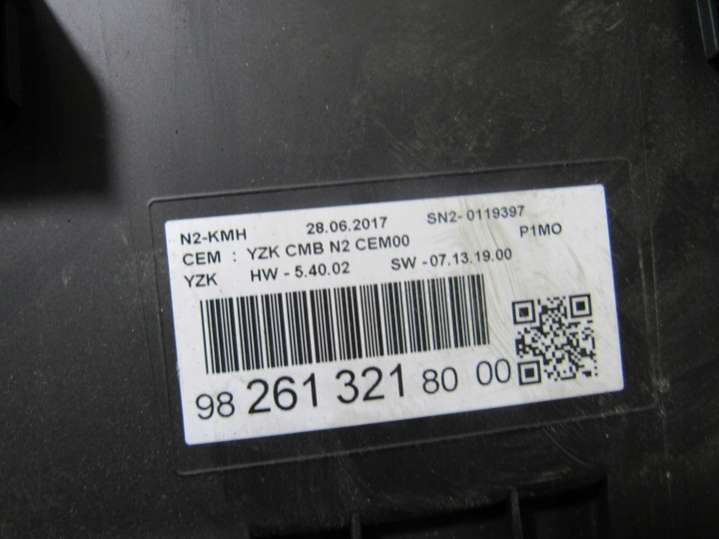 N2-KMH 28.06.2017 SN2- 0119397
CEM : YZK CMB N2 CEM00 P1MO
YZK HW - 5.40.02 SW -07.13.19.00
98 261 321 80 00